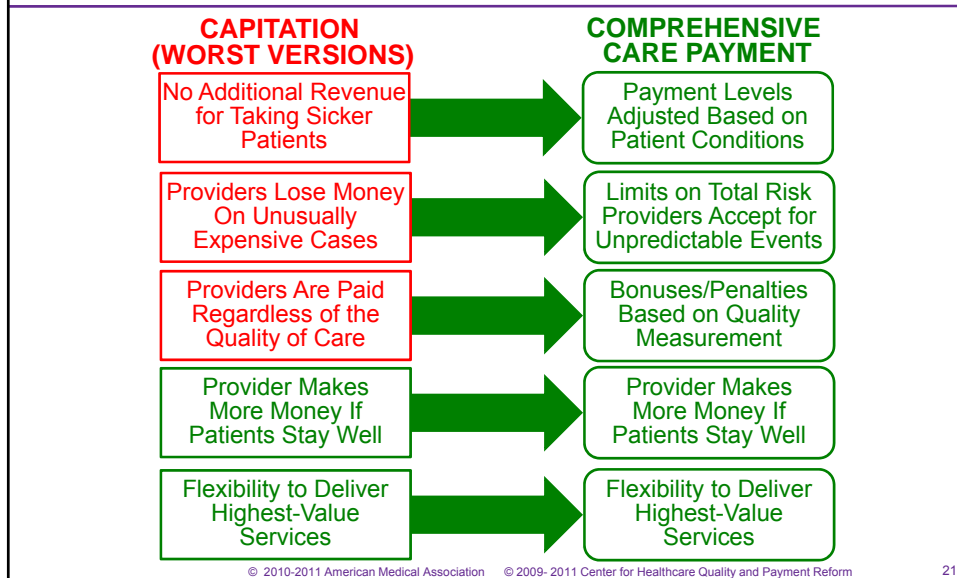 CAPITATION
(WORST VERSIONS)
COMPREHENSIVE
CARE PAYMENT
No Additional Revenue
for Taking Sicker
Patients
Payment Levels
Adjusted Based on
Patient Conditions
Providers Lose Money
On Unusually
Expensive Cases
Limits on Total Risk
Providers Accept for
Unpredictable Events
Providers Are Paid
Regardless of the
Quality of Care
Bonuses/Penalties
Based on Quality
Measurement
Provider Makes
More Money If
Patients Stay Well
Provider Makes
More Money If
Patients Stay Well
Flexibility to Deliver
Highest-Value
Services
Flexibility to Deliver
Highest-Value
Services
© 2010-2011 American Medical Association © 2009- 2011 Center for Healthcare Quality and Payment Reform 21